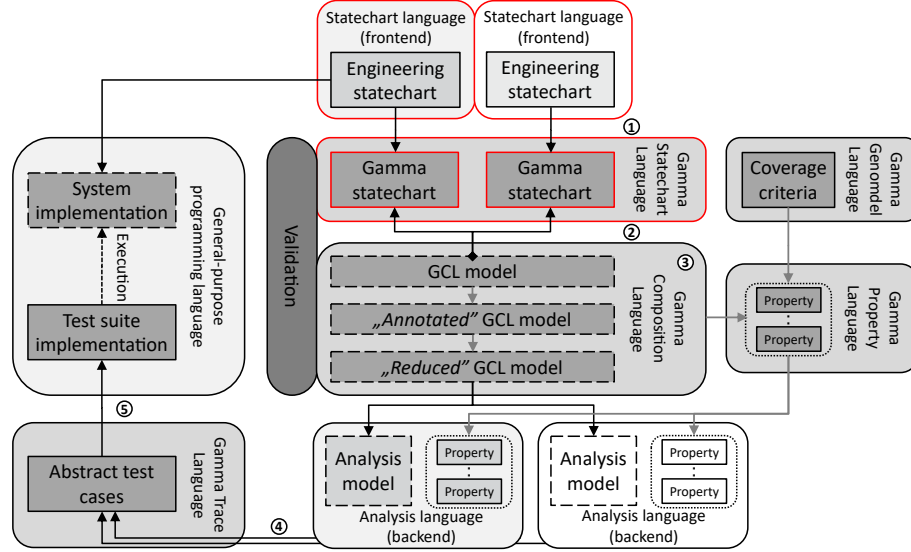 Statechart language
(frontend)
Engineering
statechart
Statechart language
(frontend)
Engineering
statechart
①
Gamma
statechart
Gamma
statechart
Gamma
Statechart
Language
Coverage
criteria
Gamma
Genmodel
Language
System
implementation
Execution
Test suite
implementation
General-purpose
programming language
Validation
②
③
GCL model
„Annotated” GCL model
„Reduced” GCL model
Gamma
Composition
Language
Property
Property
Gamma
Property
Language
⑤
Abstract test
cases
Gamma Trace
Language
④
Analysis
model
Property
Property
Analysis language
(backend)
Analysis
model
Property
Property
Analysis language
(backend)